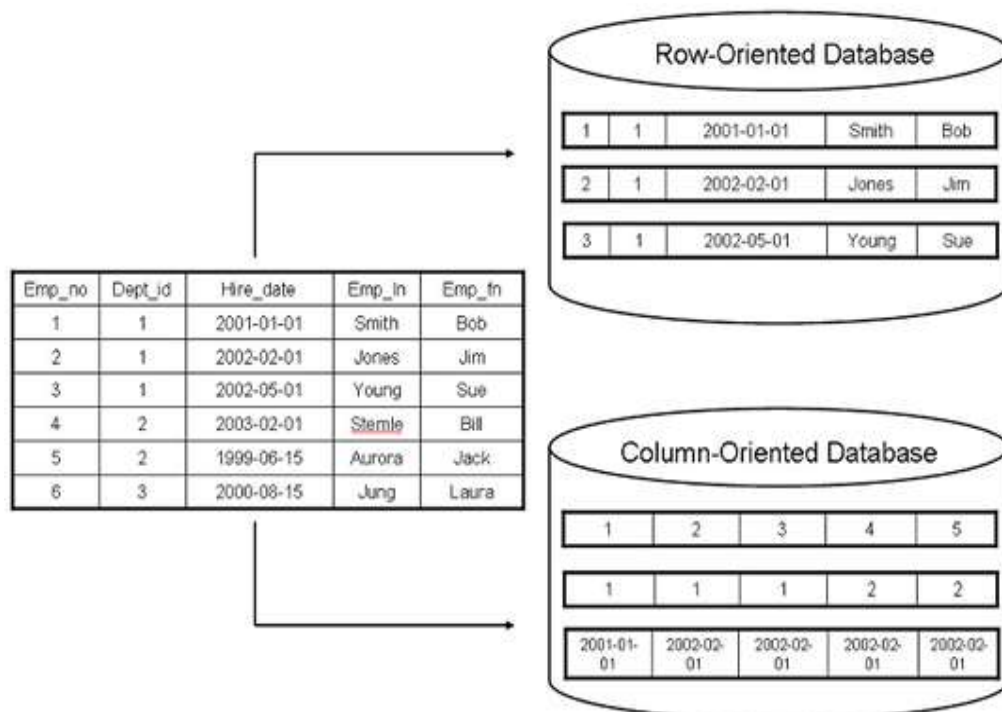 Row-Oriented Database
1 1 2001-01-01 Smith Bob
2 1 2002-02-01 Jones Jim
3 1 2002-05-01 Young Sue
Emp_no Dept_id Hire_date Emp_ln Emp_fn
1 1 2001-01-01 Smith Bob
2 1 2002-02-01 Jones Jim
3 1 2002-05-01 Young Sue
4 2 2003-02-01 Stemle Bill
5 2 1999-06-15 Aurora Jack
6 3 2000-08-15 Jung Laura
Column-Oriented Database
1 2 3 4 5
1 1 1 2 2
2001-01- 2002-02- 2002-02- 2002-02- 2002-02-
01 01 01 01 01